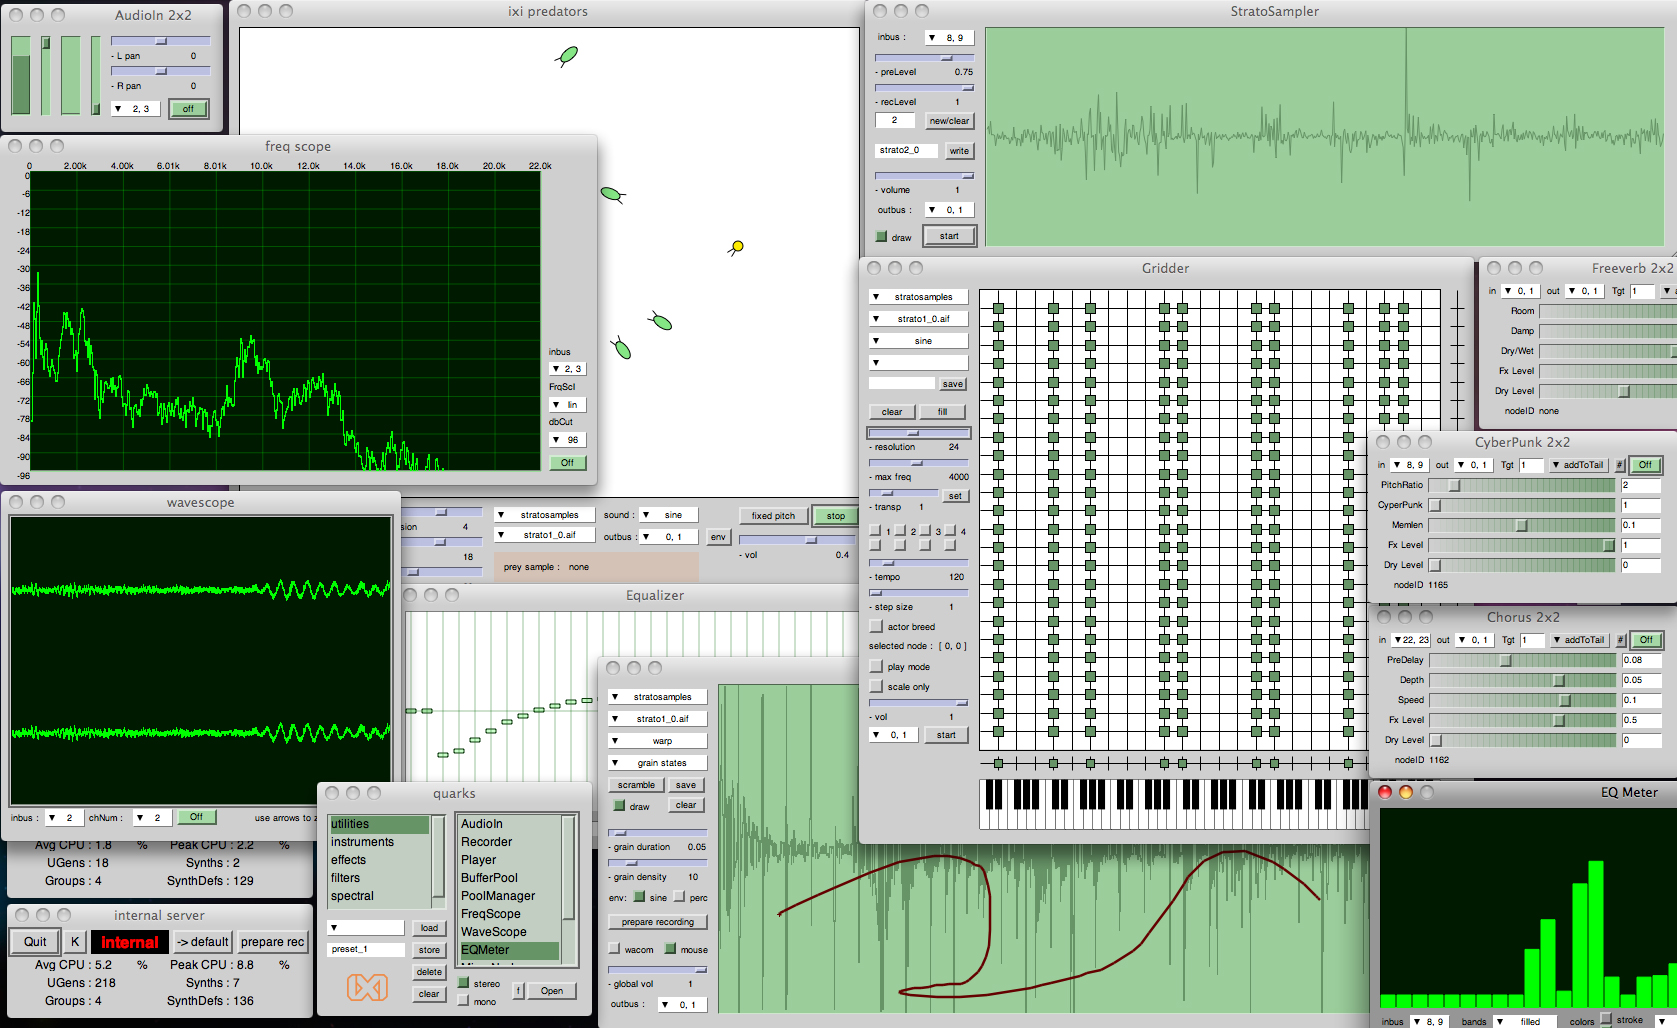 AudioIn 2x2
- L pan 0
- R pan 0
2, 3
off
ixi predators
StratoSampler
inbus : 8, 9
- preLevel 0.75
- recLevel 1
2 new/clear
strato2_0 write
- volume 1
outbus : 0, 1
draw start
freq scope
0 2.00k 4.00k 6.01k 8.01k 10.0k 12.0k 14.0k 16.0k 18.0k 20.0k 22.0k
0
-6
-12
-18
-24
-30
-36
-42
-48
-54
-60
-66
-72
-78
-84
-90
-96
inbus
2, 3
FrqScl
lin
dbCut
96
Off
Gridder
stratosamples
strato1_0.aif
sine
save
clear fill
- resolution 24
- max freq 4000
set
- transp 1
1 2 3 4
- tempo 120
- step size 1
actor breed
selected node : [ 0, 0 ]
play mode
scale only
- vol 1
0, 1 start
Freeverb 2x2
in 0, 1 out 0, 1 Tgt 1
Room
Damp
Dry/Wet
Fx Level
Dry Level
nodeID none
CyberPunk 2x2
in 8, 9 out 0, 1 Tgt 1 addToTail # Off
PitchRatio 2
CyperPunk 1
Memlen 0.1
Fx Level 1
Dry Level 0
nodeID 1165
Chorus 2x2
in 22, 23 out 0, 1 Tgt 1 addToTail # Off
PreDelay 0.08
Depth 0.05
Speed 0.1
Fx Level 0.5
Dry Level 0
nodeID 1162
EQ Meter
inbus 8, 9 bands filled colors stroke
wavescope
inbus : 2 chNum : 2 Off use arrows to z
sion 4
18
stratosamples
strato1_0.aif
sound : sine
outbus : 0, 1 env
fixed pitch stop
- vol 0.4
prey sample : none
Equalizer
stratosamples
strato1_0.aif
warp
grain states
scramble save
draw clear
- grain duration 0.05
- grain density 10
env: sine perc
prepare recording
wacom mouse
- global vol 1
outbus : 0, 1
quarks
utilities
instruments
effects
filters
spectral
AudioIn
Recorder
Player
BufferPool
PoolManager
FreqScope
WaveScope
EQMeter
load
preset_1 store
delete
clear
stereo
mono
f Open
Avg CPU : 1.8 % Peak CPU : 2.2 %
UGens : 18 Synths : 2
Groups : 4 SynthDefs : 129
internal server
Quit K internal -> default prepare rec
Avg CPU : 5.2 % Peak CPU : 8.8 %
UGens : 218 Synths : 7
Groups : 4 SynthDefs : 136